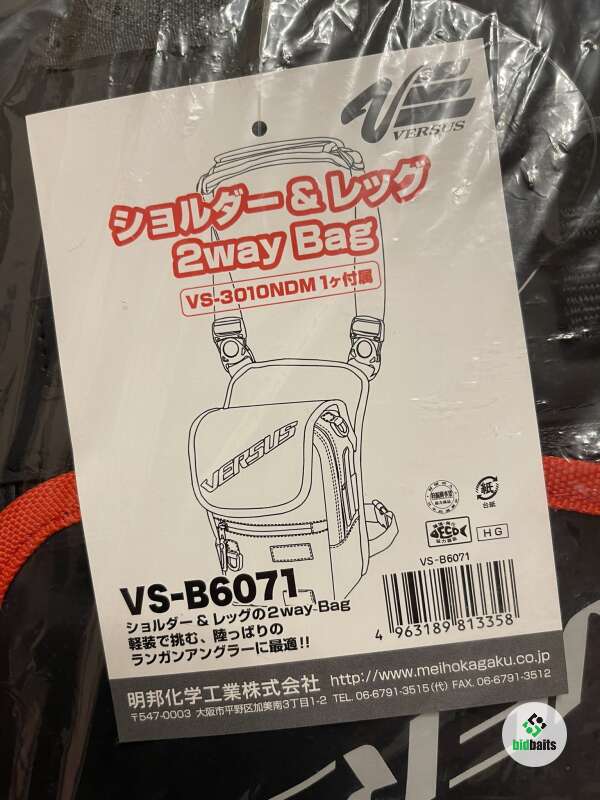 VERSUS
ショルダー＆レッグ
2way Bag
VS-3010NDM 1ヶ付属
VERSUS
紙
台紙
ECO
HG
VS-B6071
VS-B6071
ショルダー & レッグの2way Bag
軽装で挑む、陸っぱりの
ランガンアングラーに最適!!
4 963189 813358
明邦化学工業株式会社 http://www.meihokagaku.co.jp
〒547-0003 大阪市平野区加美南3丁目1-2 TEL. 06-6791-3515(代) FAX. 06-6791-3512
bidbaits